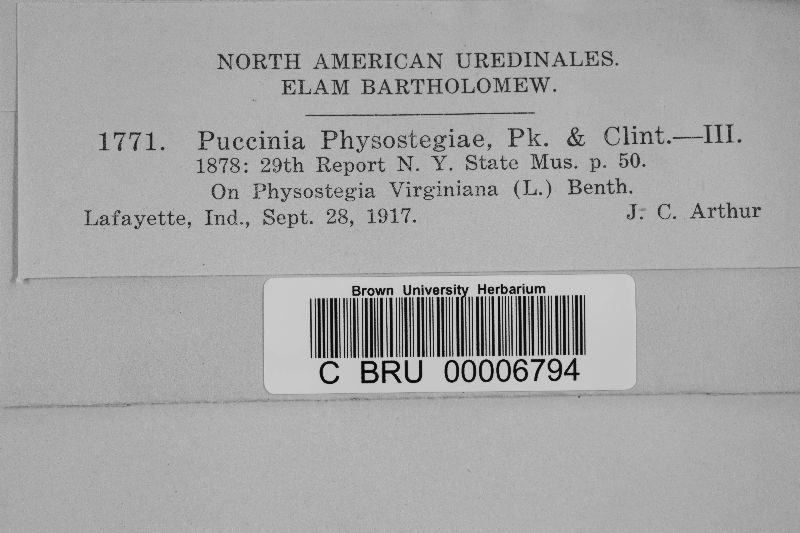 NORTH AMERICAN UREDINALES.
ELAM BARTHOLOMEW.
1771. Puccinia Physostegiae, Pk. & Clint.—III.
1878: 29th Report N. Y. State Mus. p. 50.
On Physostegia Virginiana (L.) Benth.
Lafayette, Ind., Sept. 28, 1917. J. C. Arthur
Brown University Herbarium
C BRU 00006794